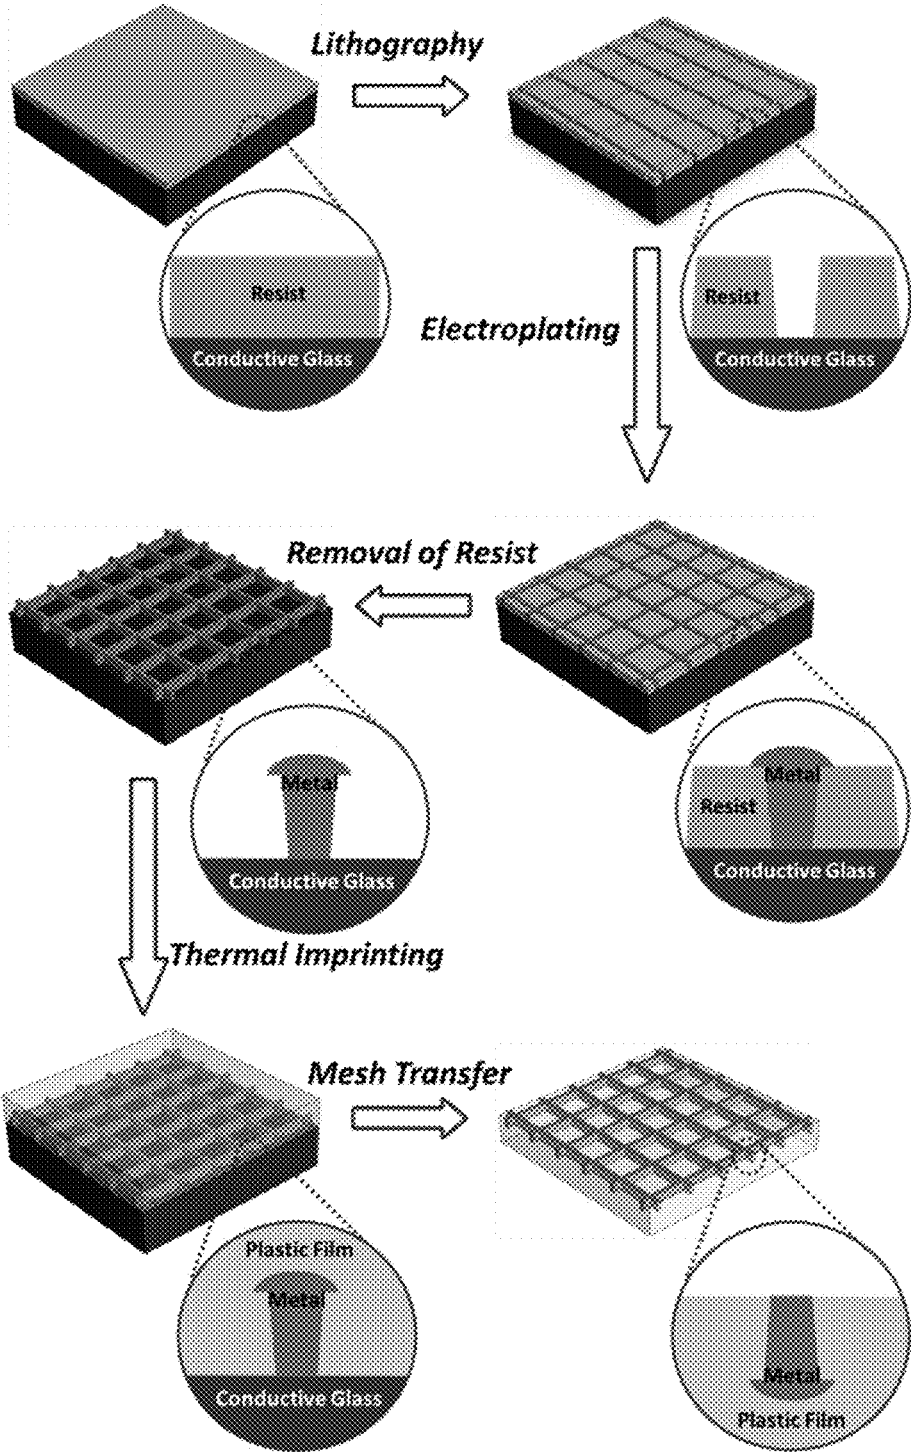 Lithography
Resist
Conductive Glass
Resist
Conductive Glass
Electroplating
Removal of Resist
Metal
Conductive Glass
Metal
Resist
Conductive Glass
Thermal Imprinting
Mesh Transfer
Plastic Film
Metal
Conductive Glass
Metal
Plastic Film